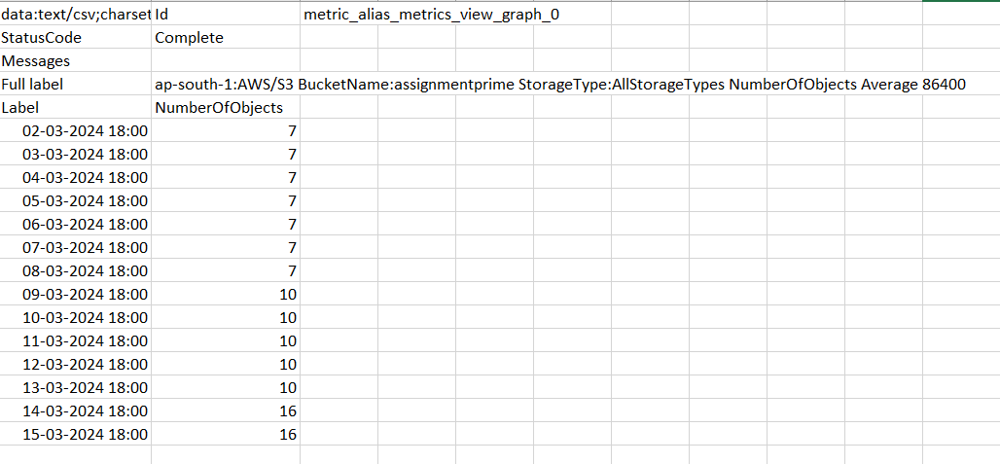 data:text/csv;charset Id metric_alias_metrics_view_graph_0
StatusCode Complete
Messages
Full label ap-south-1:AWS/S3 BucketName:assignmentprime StorageType:AllStorageTypes NumberOfObjects Average 86400
Label NumberOfObjects
02-03-2024 18:00 7
03-03-2024 18:00 7
04-03-2024 18:00 7
05-03-2024 18:00 7
06-03-2024 18:00 7
07-03-2024 18:00 7
08-03-2024 18:00 7
09-03-2024 18:00 10
10-03-2024 18:00 10
11-03-2024 18:00 10
12-03-2024 18:00 10
13-03-2024 18:00 10
14-03-2024 18:00 16
15-03-2024 18:00 16